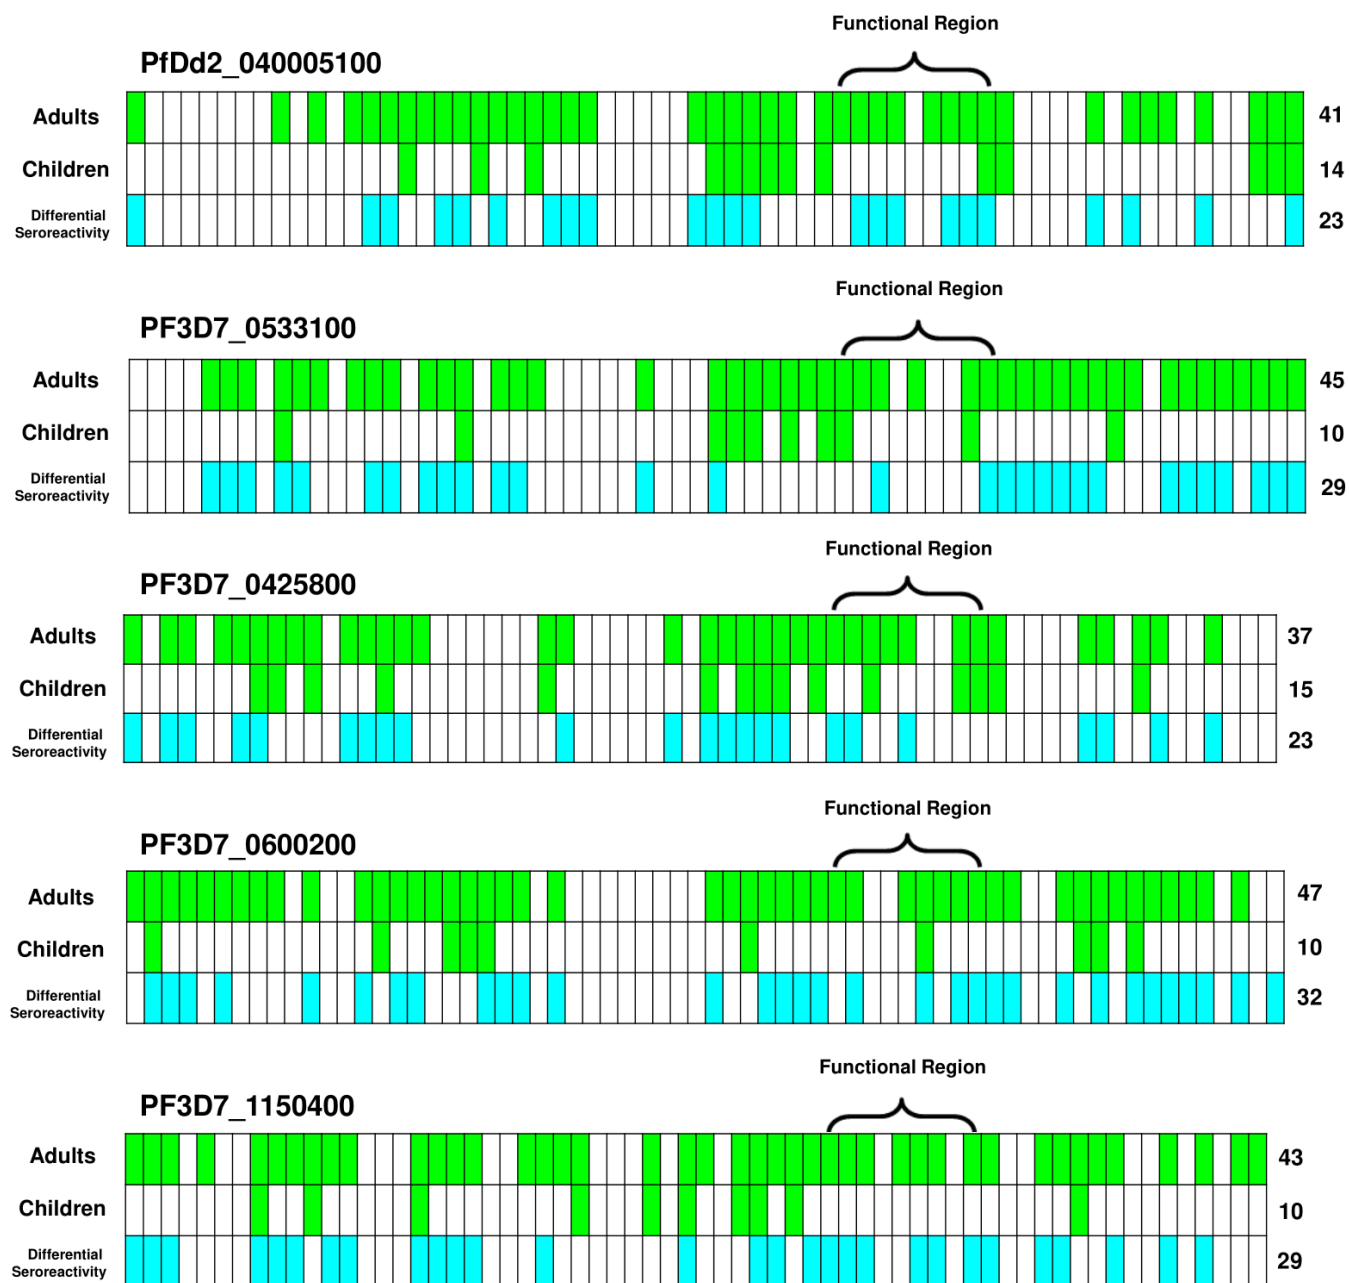 Functional Region
PfDd2_040005100
Adults 41
Children 14
Differential
Seroreactivity 23
Functional Region
PF3D7_0533100
Adults 45
Children 10
Differential
Seroreactivity 29
Functional Region
PF3D7_0425800
Adults 37
Children 15
Differential
Seroreactivity 23
Functional Region
PF3D7_0600200
Adults 47
Children 10
Differential
Seroreactivity 32
Functional Region
PF3D7_1150400
Adults 43
Children 10
Differential
Seroreactivity 29